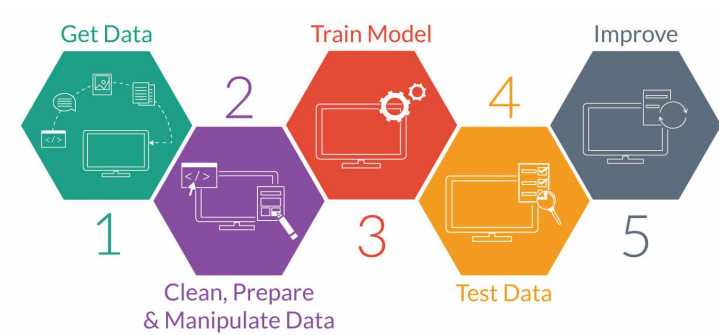 Get Data
1
2
Clean, Prepare
& Manipulate Data
Train Model
3
4
Test Data
Improve
5
</>
</>